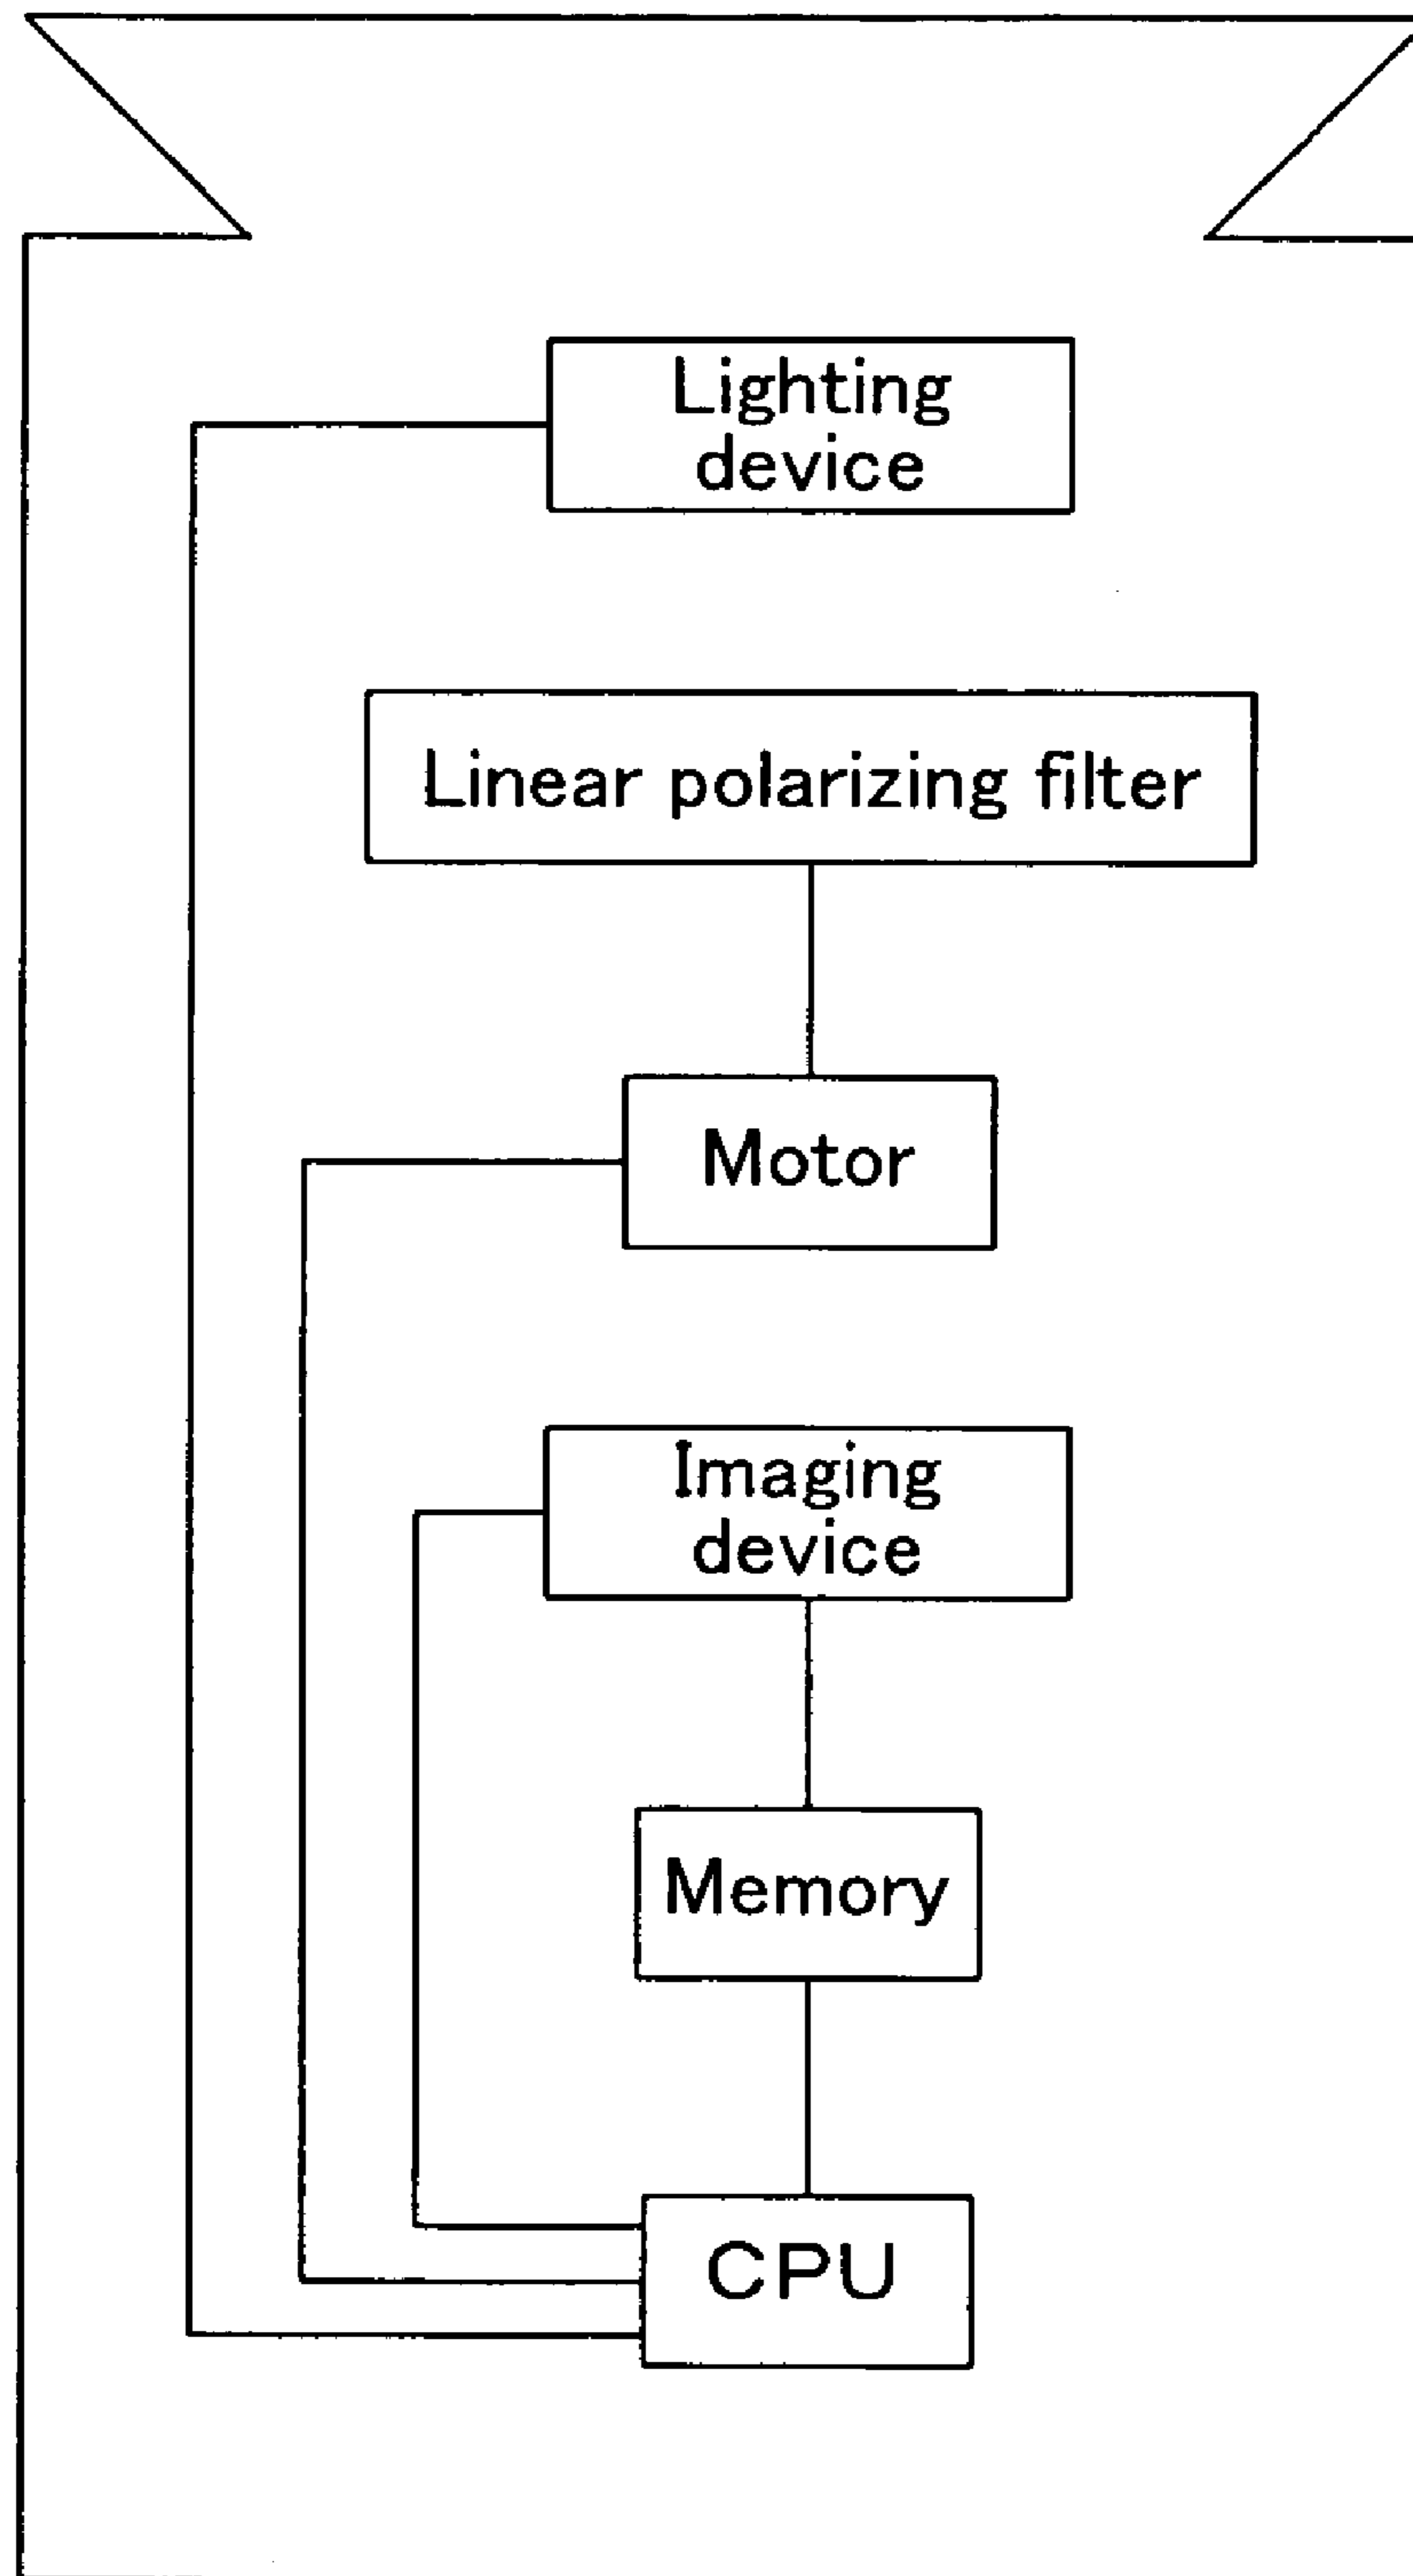 Lighting
device
Linear polarizing filter
Motor
Imaging
device
Memory
CPU